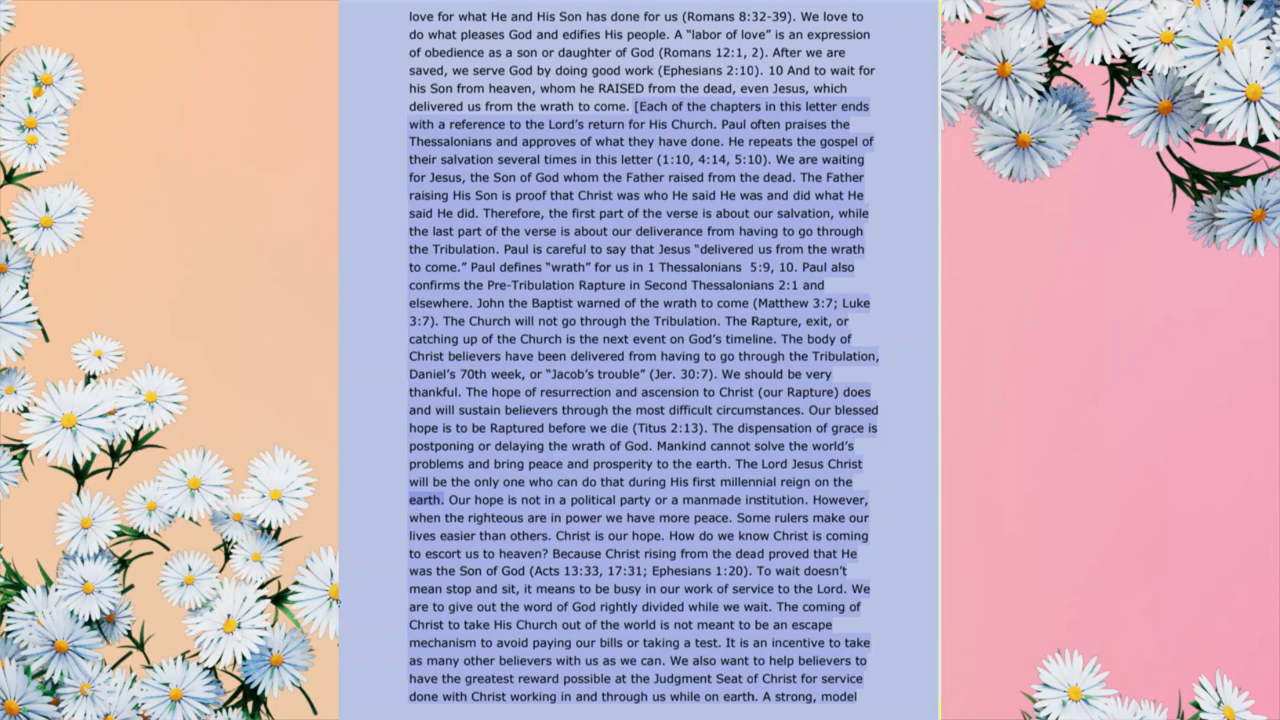 love for what He and His Son has done for us (Romans 8:32-39). We love to
do what pleases God and edifies His people. A “labor of love” is an expression
of obedience as a son or daughter of God (Romans 12:1, 2). After we are
saved, we serve God by doing good work (Ephesians 2:10). 10 And to wait for
his Son from heaven, whom he RAISED from the dead, even Jesus, which
delivered us from the wrath to come. [Each of the chapters in this letter ends
with a reference to the Lord’s return for His Church. Paul often praises the
Thessalonians and approves of what they have done. He repeats the gospel of
their salvation several times in this letter (1:10, 4:14, 5:10). We are waiting
for Jesus, the Son of God whom the Father raised from the dead. The Father
raising His Son is proof that Christ was who He said He was and did what He
said He did. Therefore, the first part of the verse is about our salvation, while
the last part of the verse is about our deliverance from having to go through
the Tribulation. Paul is careful to say that Jesus “delivered us from the wrath
to come.” Paul defines “wrath” for us in 1 Thessalonians  5:9, 10. Paul also
confirms the Pre-Tribulation Rapture in Second Thessalonians 2:1 and
elsewhere. John the Baptist warned of the wrath to come (Matthew 3:7; Luke
3:7). The Church will not go through the Tribulation. The Rapture, exit, or
catching up of the Church is the next event on God’s timeline. The body of
Christ believers have been delivered from having to go through the Tribulation,
Daniel’s 70th week, or “Jacob’s trouble” (Jer. 30:7). We should be very
thankful. The hope of resurrection and ascension to Christ (our Rapture) does
and will sustain believers through the most difficult circumstances. Our blessed
hope is to be Raptured before we die (Titus 2:13). The dispensation of grace is
postponing or delaying the wrath of God. Mankind cannot solve the world’s
problems and bring peace and prosperity to the earth. The Lord Jesus Christ
will be the only one who can do that during His first millennial reign on the
earth. Our hope is not in a political party or a manmade institution. However,
when the righteous are in power we have more peace. Some rulers make our
lives easier than others. Christ is our hope. How do we know Christ is coming
to escort us to heaven? Because Christ rising from the dead proved that He
was the Son of God (Acts 13:33, 17:31; Ephesians 1:20). To wait doesn’t
mean stop and sit, it means to be busy in our work of service to the Lord. We
are to give out the word of God rightly divided while we wait. The coming of
Christ to take His Church out of the world is not meant to be an escape
mechanism to avoid paying our bills or taking a test. It is an incentive to take
as many other believers with us as we can. We also want to help believers to
have the greatest reward possible at the Judgment Seat of Christ for service
done with Christ working in and through us while on earth. A strong, model